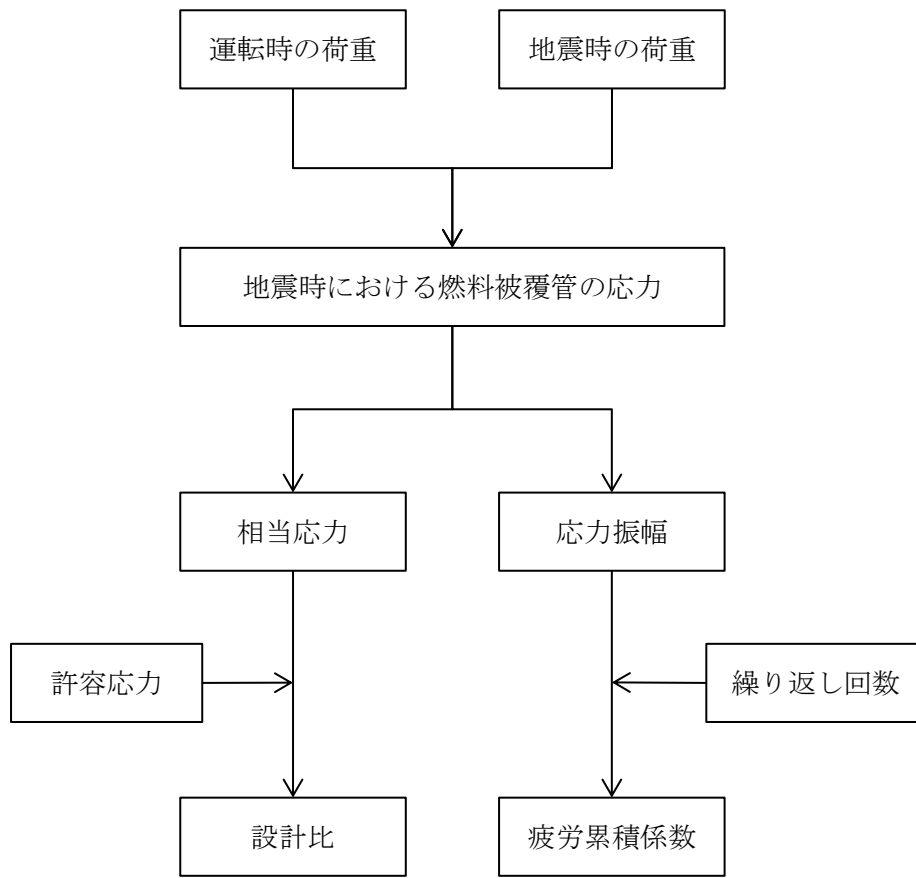 運転時の荷重
地震時の荷重
地震時における燃料被覆管の応力
相当応力
応力振幅
許容応力
繰り返し回数
設計比
疲労累積係数